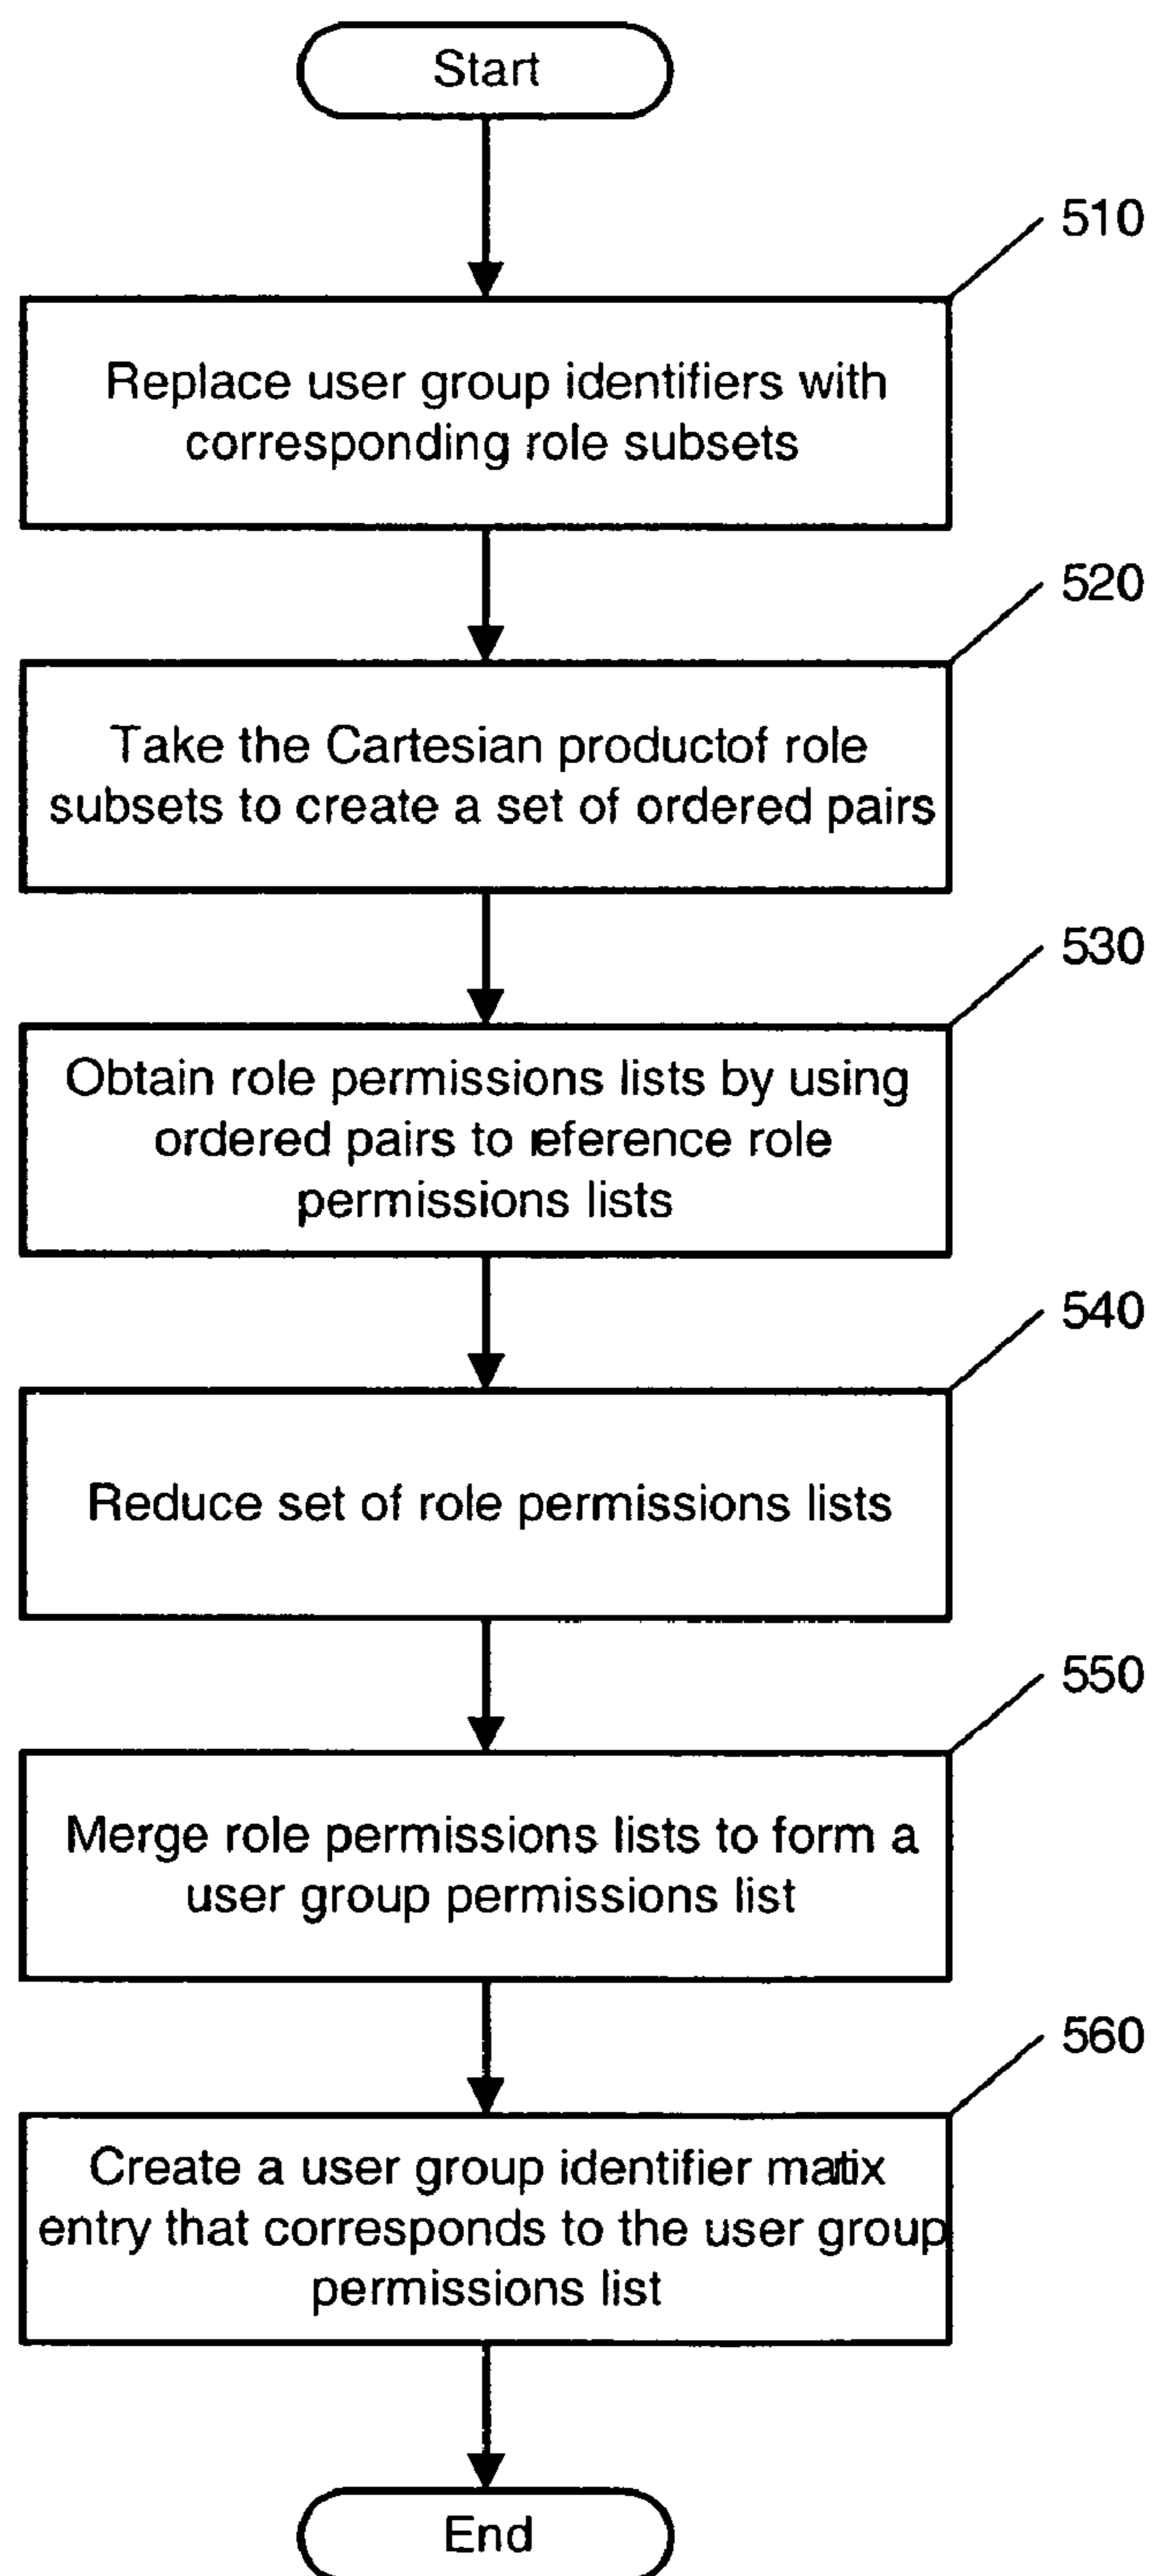 Start
510
Replace user group identifiers with
corresponding role subsets
520
Take the Cartesian productof role
subsets to create a set of ordered pairs
530
Obtain role permissions lists by using
ordered pairs to reference role
permissions lists
540
Reduce set of role permissions lists
550
Merge role permissions lists to form a
user group permissions list
560
Create a user group identifier matix
entry that corresponds to the user group
permissions list
End